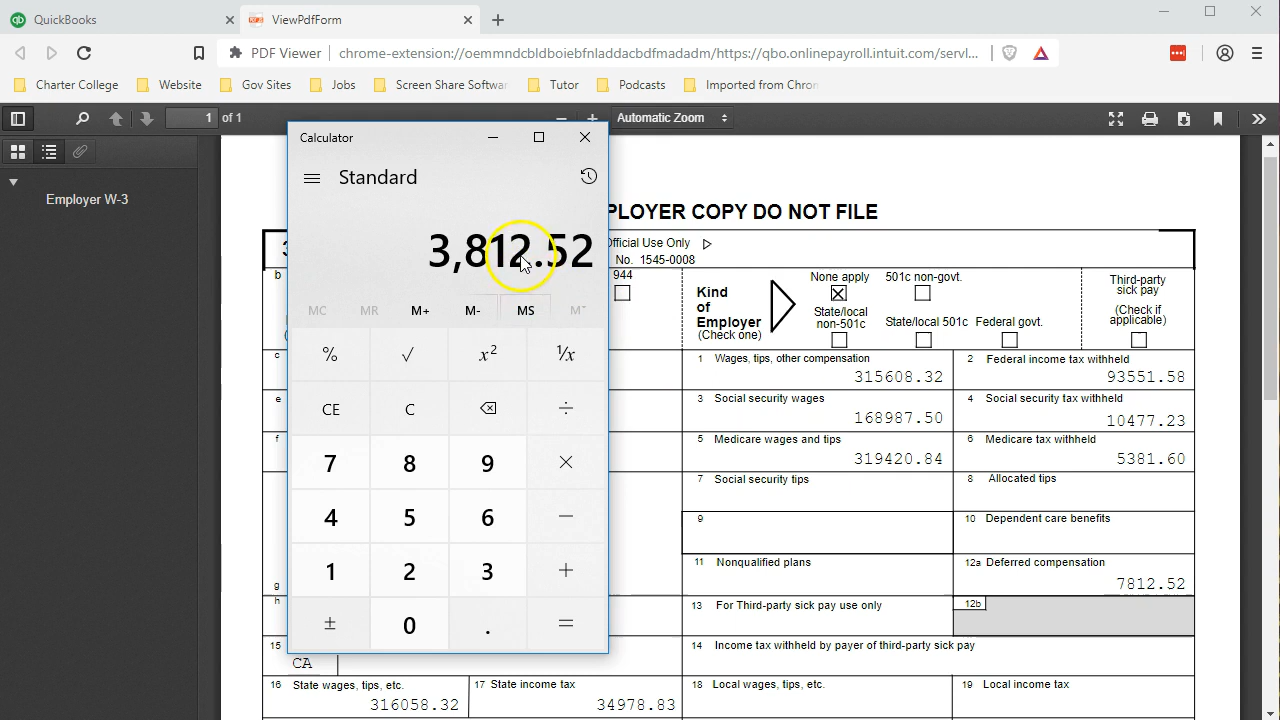 QuickBooks
ViewPdfForm
PDF Viewer
chrome-extension://oemmndcbldboiebfnladdacbdfmadadm/https://qbo.onlinepayroll.intuit.com/servl...
Charter College
Website
Gov Sites
Jobs
Screen Share Softwar
Tutor
Podcasts
Imported from Chron
1 of 1
Automatic Zoom
Employer W-3
Calculator
Standard
3,812.52
MC MR M+ M- MS M
% √ x² ¹/x
CE C ÷
7 8 9 ×
4 5 6 −
1 2 3 +
± 0 . =
PLOYER COPY DO NOT FILE
Official Use Only
No. 1545-0008
b
944
Kind
of
Employer
(Check one)
None apply
501c non-govt.
State/local
non-501c
State/local 501c
Federal govt.
Third-party
sick pay
(Check if
applicable)
c
1 Wages, tips, other compensation
315608.32
2 Federal income tax withheld
93551.58
e
3 Social security wages
168987.50
4 Social security tax withheld
10477.23
f
5 Medicare wages and tips
319420.84
6 Medicare tax withheld
5381.60
7 Social security tips
8 Allocated tips
9
10 Dependent care benefits
g
11 Nonqualified plans
12a Deferred compensation
7812.52
h
13 For Third-party sick pay use only
12b
15
CA
14 Income tax withheld by payer of third-party sick pay
16 State wages, tips, etc.
316058.32
17 State income tax
34978.83
18 Local wages, tips, etc.
19 Local income tax